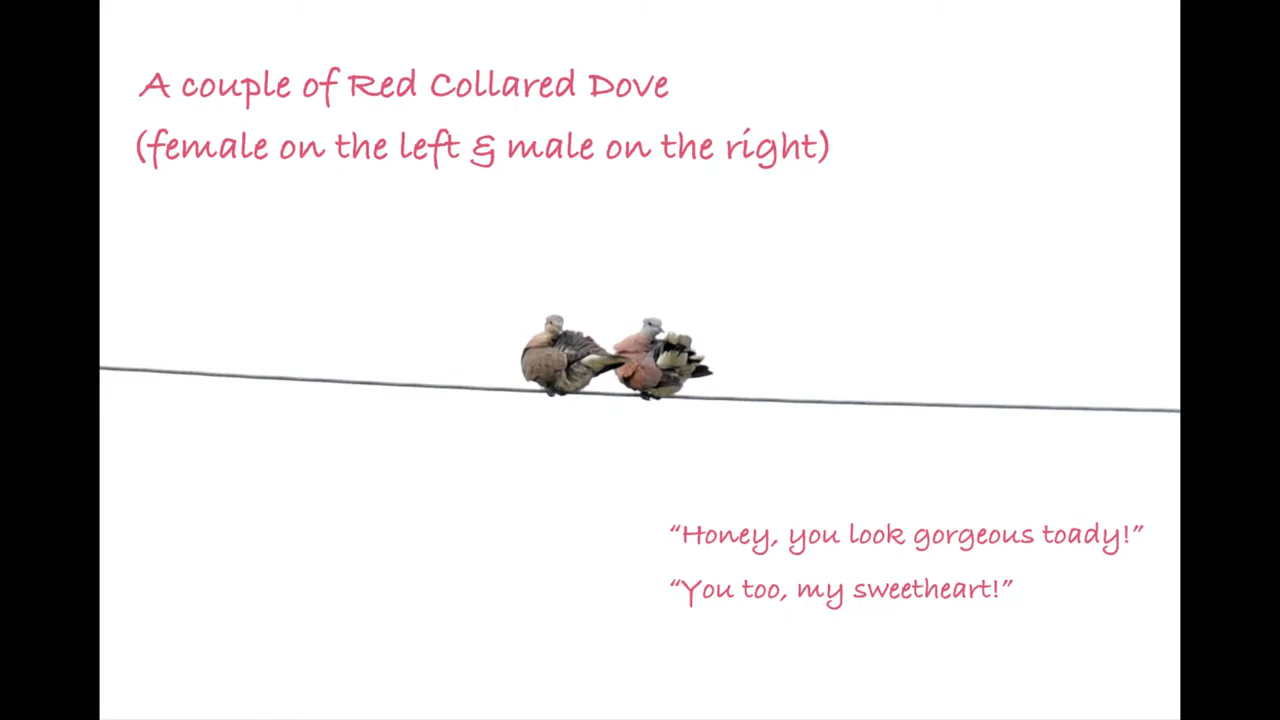 A couple of Red Collared Dove
(female on the left & male on the right)
“Honey, you look gorgeous toady!”
“You too, my sweetheart!”